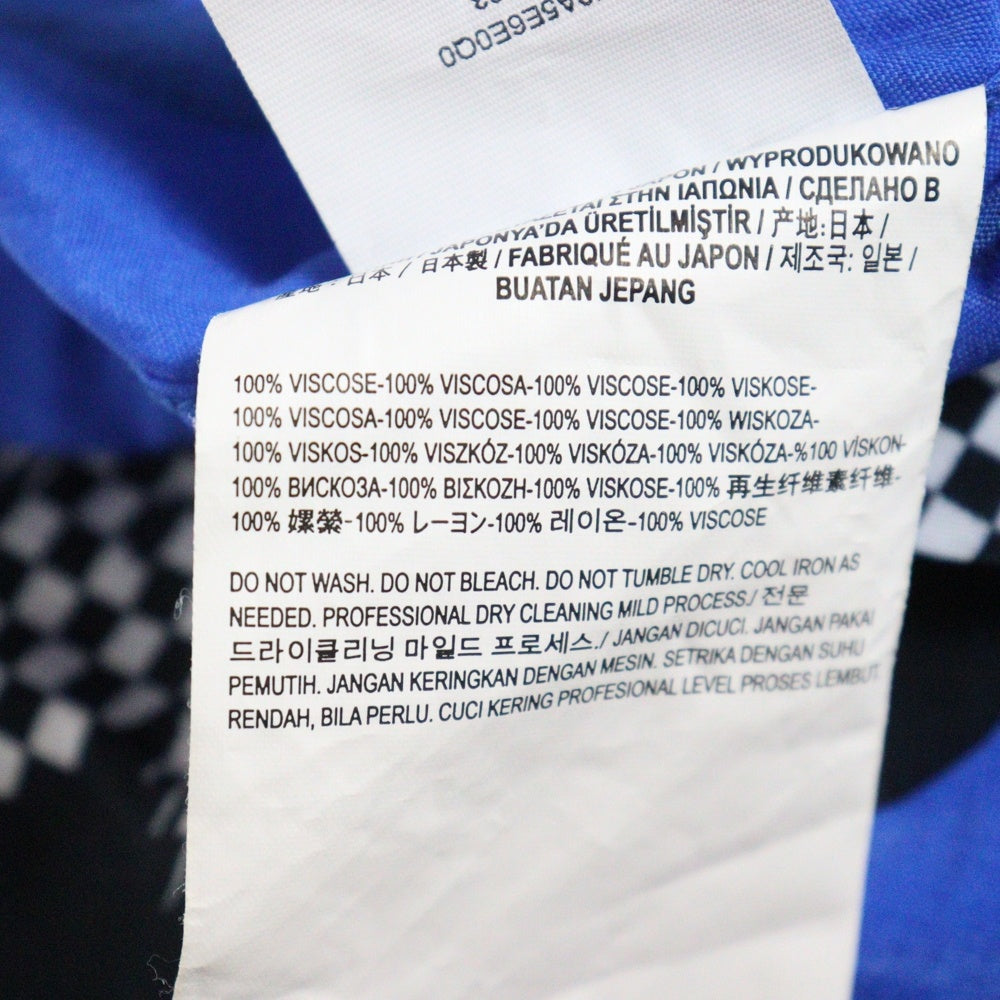 JAPON / WYPRODUKOWANO
ΣΤΗΝ ΙΑΠΩΝΙΑ / СДЕЛАНО В
JAPONYA'DA ÜRETİLMİŞTİR / 产地:日本 /
産地 : 日本 / 日本製 / FABRIQUÉ AU JAPON / 제조국: 일본 /
BUATAN JEPANG
100% VISCOSE-100% VISCOSA-100% VISCOSE-100% VISKOSE-
100% VISCOSA-100% VISCOSE-100% VISCOSE-100% WISKOZA-
100% VISKOS-100% VISZKÓZ-100% VISKÓZA-100% VISKÓZA-%100 VİSKON-
100% ВИСКОЗА-100% ΒΙΣΚΟΖΗ-100% VISKOSE-100% 再生纤维素纤维-
100% 嫘縈-100% レーヨン-100% 레이온-100% VISCOSE
DO NOT WASH. DO NOT BLEACH. DO NOT TUMBLE DRY. COOL IRON AS
NEEDED. PROFESSIONAL DRY CLEANING MILD PROCESS./ 전문
드라이클리닝 마일드 프로세스./ JANGAN DICUCI. JANGAN PAKAI
PEMUTIH. JANGAN KERINGKAN DENGAN MESIN. SETRIKA DENGAN SUHU
RENDAH, BILA PERLU. CUCI KERING PROFESIONAL LEVEL PROSES LEMBUT.